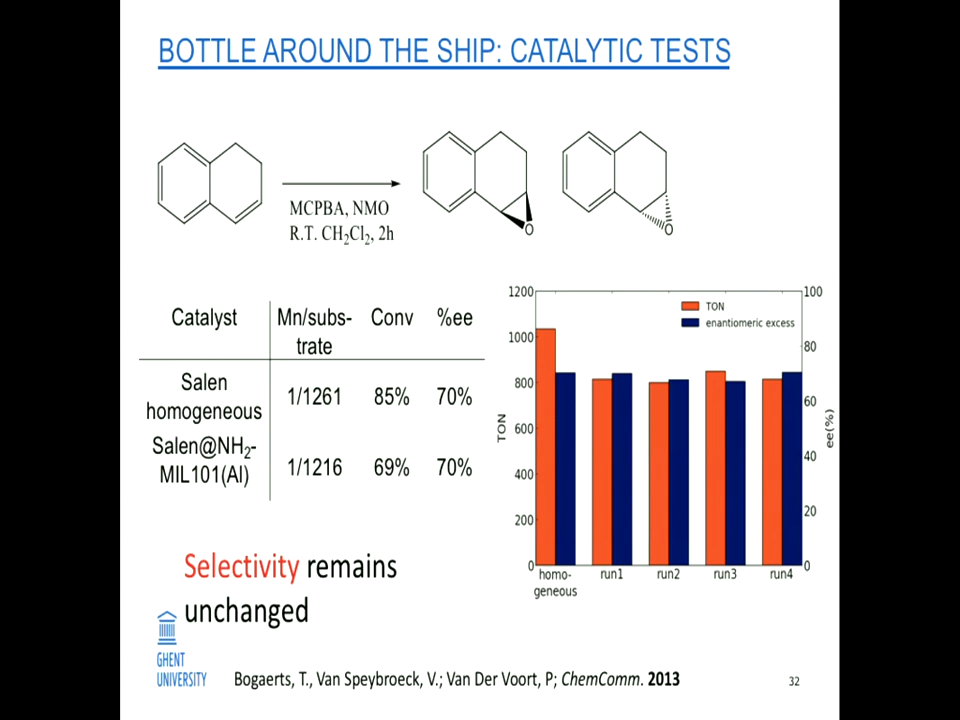 BOTTLE AROUND THE SHIP: CATALYTIC TESTS
MCPBA, NMO
R.T. CH₂Cl₂, 2h
O
O
Catalyst Mn/subs- Conv %ee
trate
Salen
homogeneous 1/1261 85% 70%
Salen@NH₂-
MIL101(Al) 1/1216 69% 70%
1200
1000
800
600
400
200
0
TON
TON
enantiomeric excess
100
80
60
40
20
0
ee(%)
homo-
geneous
run1
run2
run3
run4
Selectivity remains
unchanged
GHENT
UNIVERSITY
Bogaerts, T., Van Speybroeck, V.; Van Der Voort, P; ChemComm. 2013
32